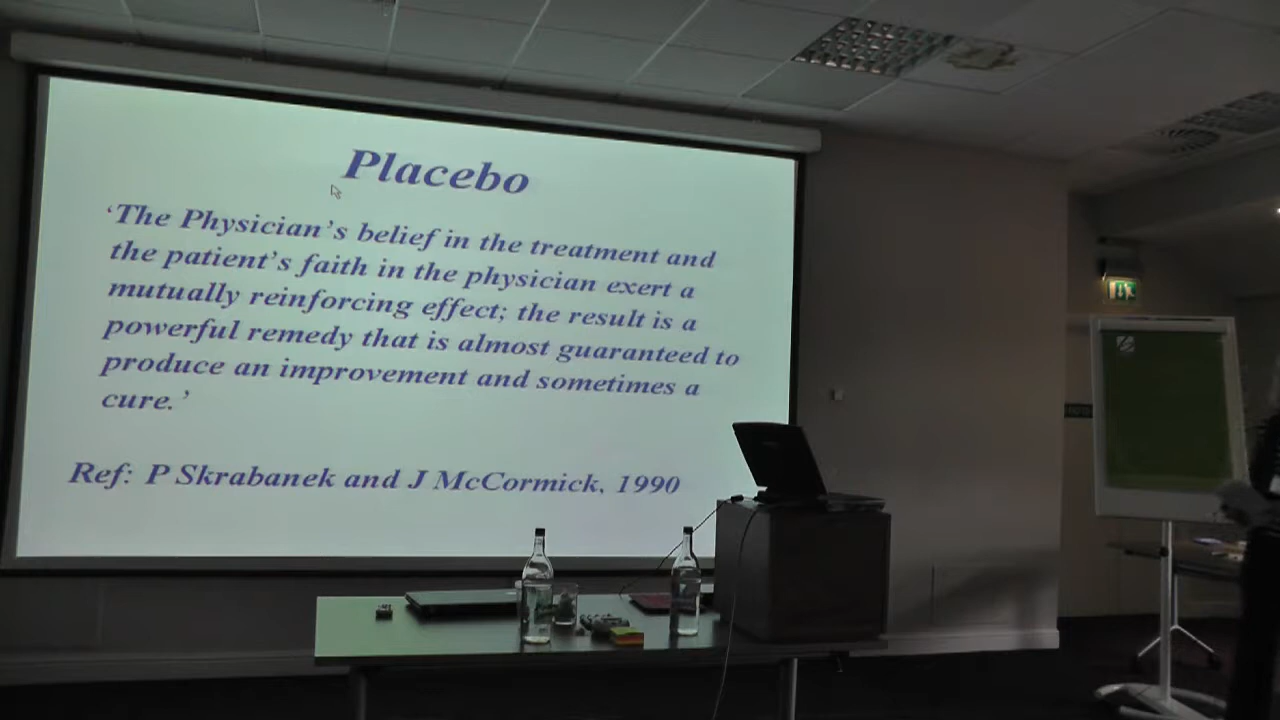 Placebo
‘The Physician’s belief in the treatment and
the patient’s faith in the physician exert a
mutually reinforcing effect; the result is a
powerful remedy that is almost guaranteed to
produce an improvement and sometimes a
cure.’
Ref: P Skrabanek and J McCormick, 1990